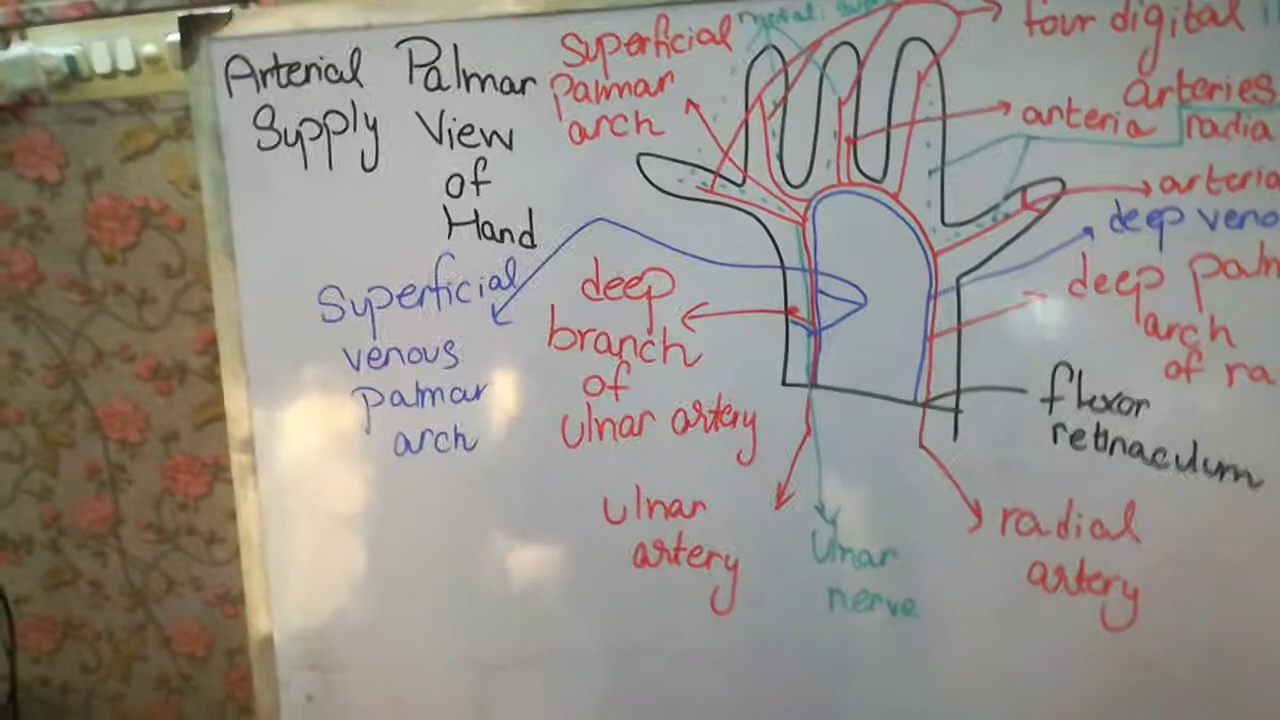 Arterial Palmar
Supply View
of
Hand
Superficial
palmar
arch
four digital
arteries
anteria
radia
arteria
deep veno
deep palm
arch
of ra
Superficial
venous
palmar
arch
deep
branch
of
ulnar artery
flexor
retinaculum
ulnar
artery
Ulnar
nerve
radial
artery